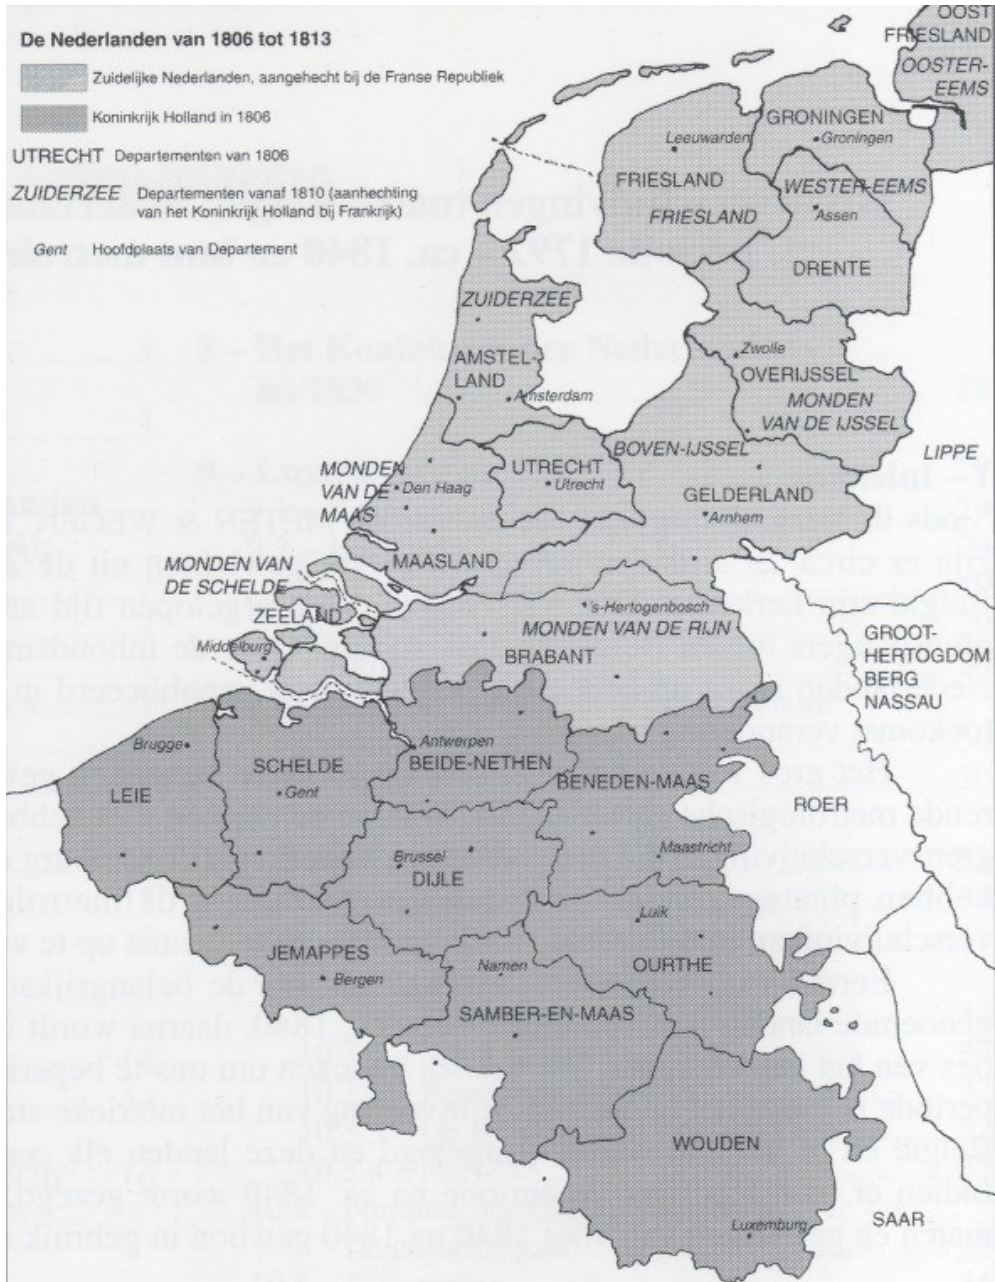 De Nederlanden van 1806 tot 1813
Zuidelijke Nederlanden, aangehecht bij de Franse Republiek
Koninkrijk Holland in 1806
UTRECHT Departementen van 1806
ZUIDERZEE Departementen vanaf 1810 (aanhechting
van het Koninkrijk Holland bij Frankrijk)
Gent Hoofdplaats van Departement
OOST
FRIESLAND
OOSTER-
EEMS
GRONINGEN
Leeuwarden
Groningen
FRIESLAND
WESTER-EEMS
FRIESLAND
Assen
DRENTE
ZUIDERZEE
Zwolle
AMSTEL-
LAND
OVERIJSSEL
Amsterdam
MONDEN
VAN DE IJSSEL
BOVEN-IJSSEL
LIPPE
MONDEN
VAN DE
MAAS
Den Haag
UTRECHT
Utrecht
GELDERLAND
Arnhem
MAASLAND
MONDEN VAN
DE SCHELDE
ZEELAND
's-Hertogenbosch
MONDEN VAN DE RIJN
Middelburg
BRABANT
GROOT-
HERTOGDOM
BERG
NASSAU
Brugge
Antwerpen
SCHELDE
BEIDE-NETHEN
BENEDEN-MAAS
LEIE
Gent
ROER
Maastricht
Brussel
DIJLE
Luik
JEMAPPES
Namen
OURTHE
Bergen
SAMBER-EN-MAAS
WOUDEN
Luxemburg
SAAR